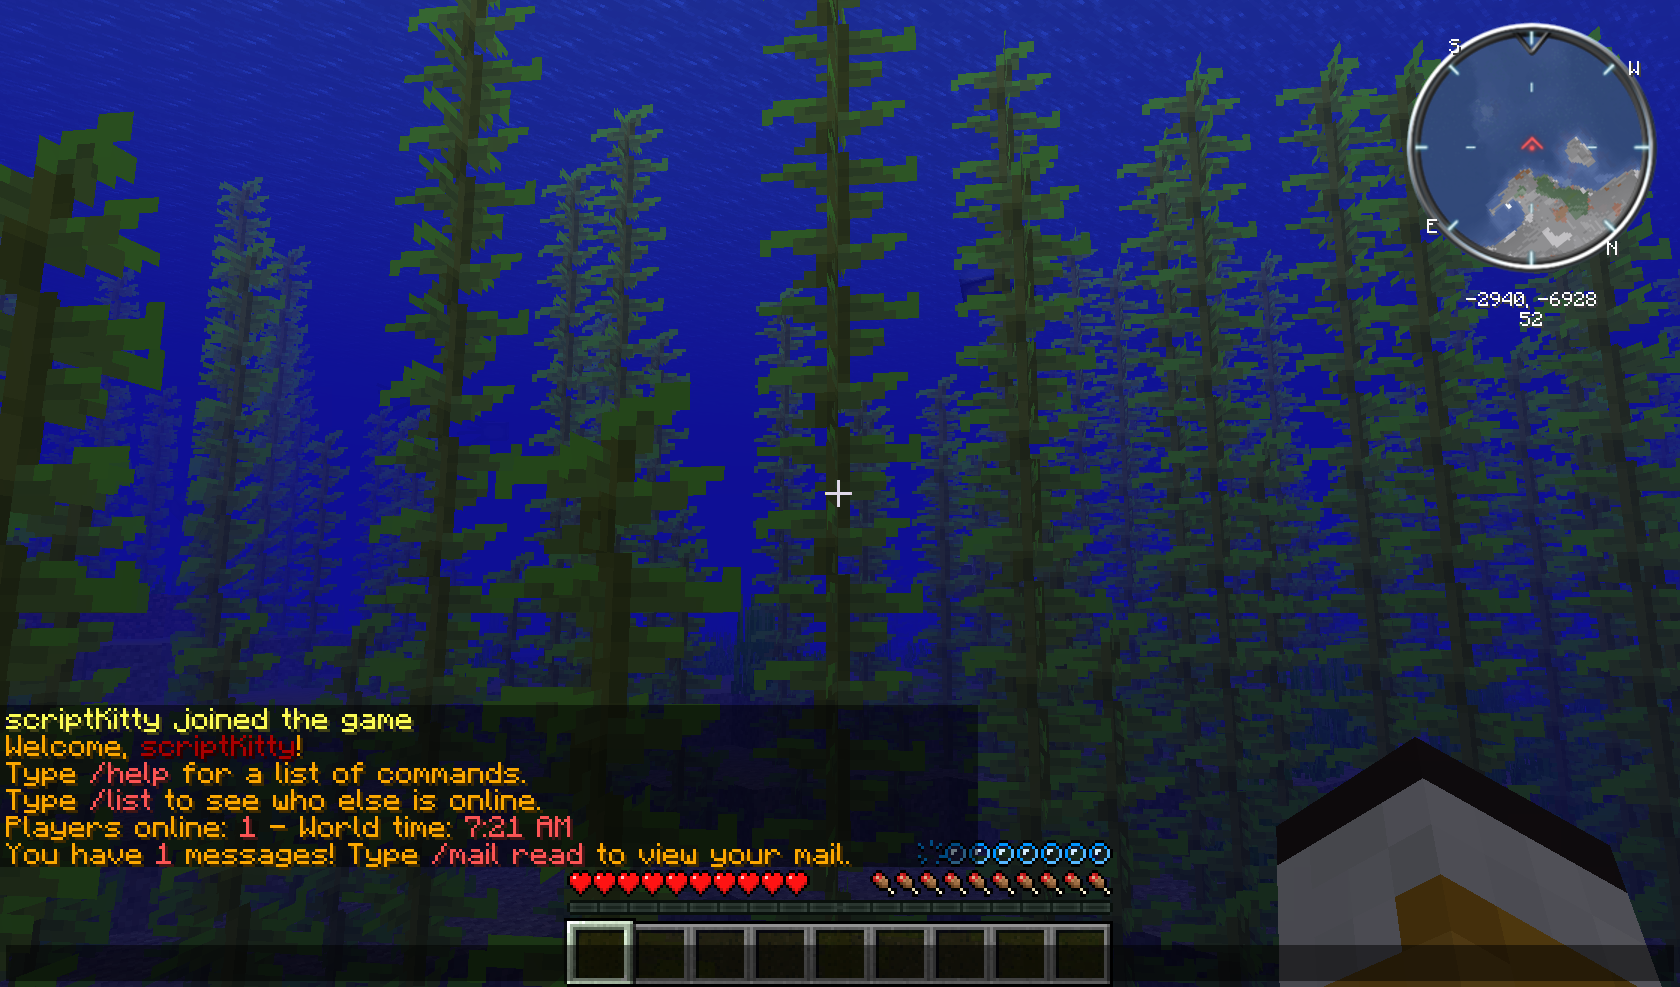 S
W
E
N
-2940, -6928
52
scriptKitty joined the game
Welcome, scriptKitty!
Type /help for a list of commands.
Type /list to see who else is online.
Players online: 1 - World time: 7:21 AM
You have 1 messages! Type /mail read to view your mail.